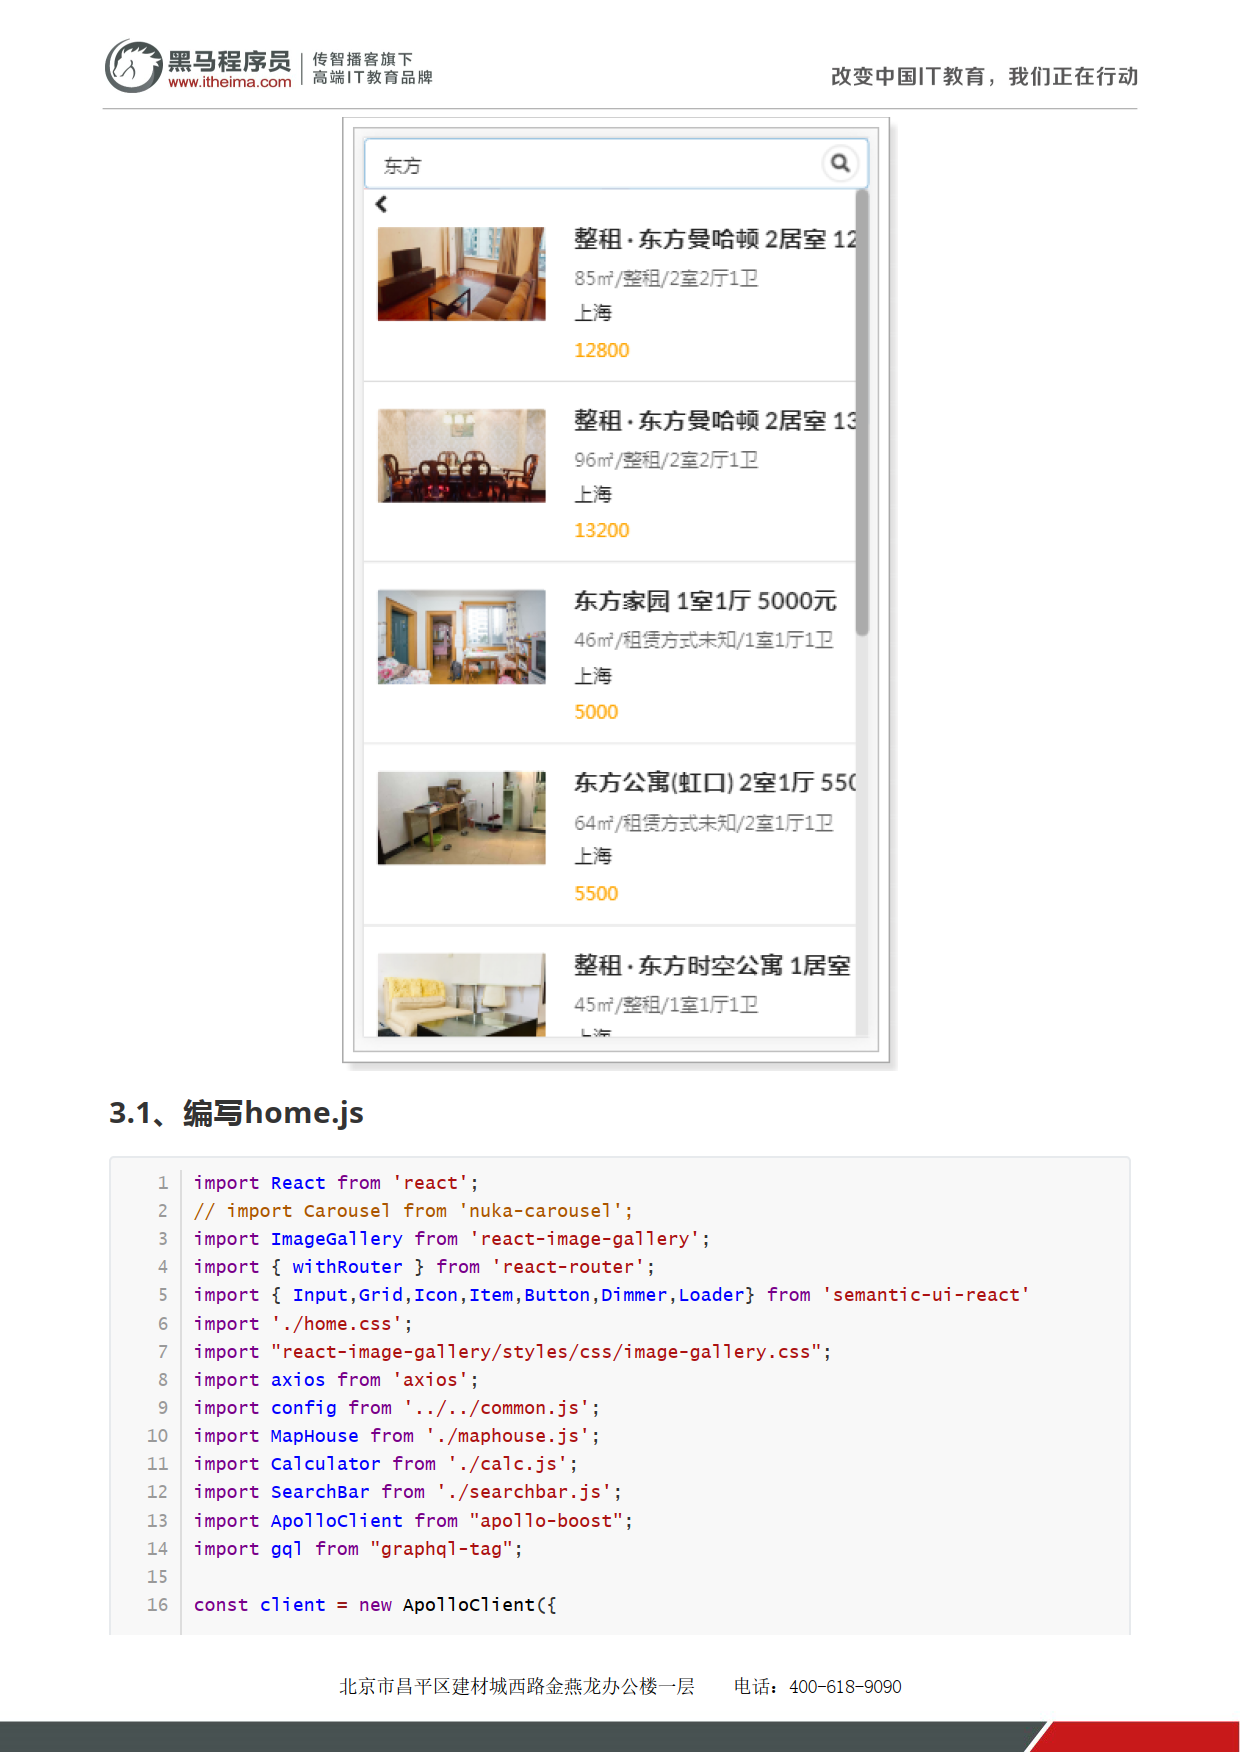 黑马程序员
www.itheima.com
传智播客旗下
高端IT教育品牌
改变中国IT教育，我们正在行动
东方
整租 · 东方曼哈顿 2居室 12
85㎡/整租/2室2厅1卫
上海
12800
整租 · 东方曼哈顿 2居室 13
96㎡/整租/2室2厅1卫
上海
13200
东方家园 1室1厅 5000元
46㎡/租赁方式未知/1室1厅1卫
上海
5000
东方公寓(虹口) 2室1厅 550
64㎡/租赁方式未知/2室1厅1卫
上海
5500
整租 · 东方时空公寓 1居室
45㎡/整租/1室1厅1卫
上海
3.1、编写home.js
1 import React from 'react';
2 // import Carousel from 'nuka-carousel';
3 import ImageGallery from 'react-image-gallery';
4 import { withRouter } from 'react-router';
5 import { Input,Grid,Icon,Item,Button,Dimmer,Loader} from 'semantic-ui-react'
6 import './home.css';
7 import "react-image-gallery/styles/css/image-gallery.css";
8 import axios from 'axios';
9 import config from '../../common.js';
10 import MapHouse from './maphouse.js';
11 import Calculator from './calc.js';
12 import SearchBar from './searchbar.js';
13 import ApolloClient from "apollo-boost";
14 import gql from "graphql-tag";
15
16 const client = new ApolloClient({
北京市昌平区建材城西路金燕龙办公楼一层 电话：400-618-9090